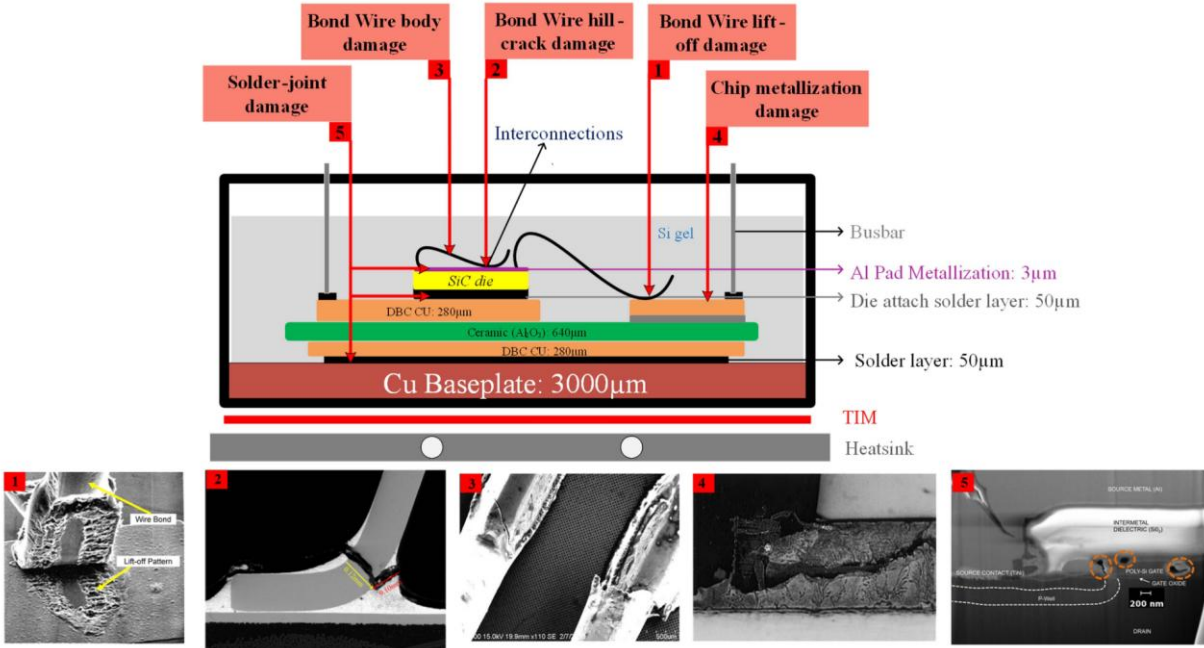 Bond Wire body
damage
3
Bond Wire hill-
crack damage
2
Bond Wire lift-
off damage
1
Solder-joint
damage
5
Chip metallization
damage
4
Interconnections
Si gel
Busbar
SiC die
Al Pad Metallization: 3µm
Die attach solder layer: 50µm
DBC CU: 280µm
Ceramic (Al₂O₃): 640µm
DBC CU: 280µm
Solder layer: 50µm
Cu Baseplate: 3000µm
TIM
Heatsink
1
Wire Bond
Lift-off Pattern
2
3
500um
4
5
SOURCE METAL (Al)
INTERMETAL
DIELECTRIC (SiO₂)
SOURCE CONTACT (TiNi)
POLY-Si GATE
GATE OXIDE
P-Well
200 nm
DRAIN